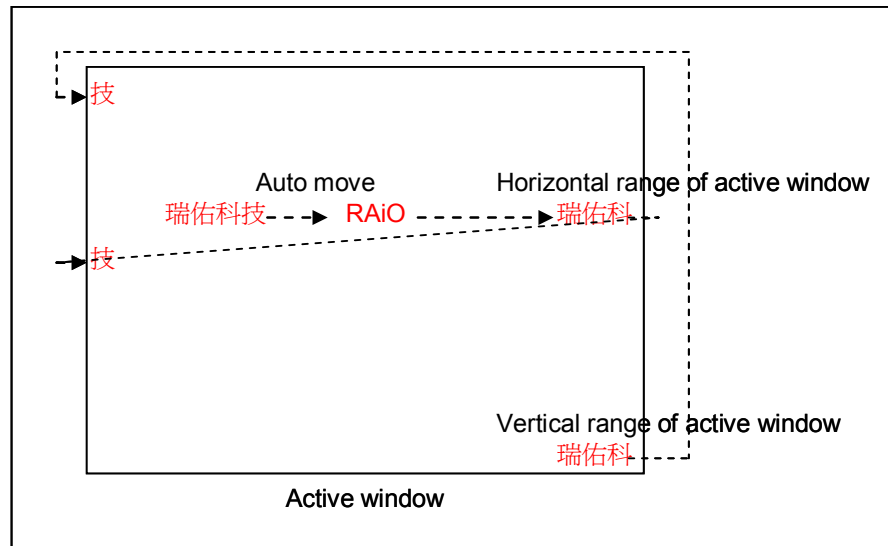 技
Auto move
Horizontal range of active window
瑞佑科技
RAiO
瑞佑科
技
Vertical range of active window
瑞佑科
Active window